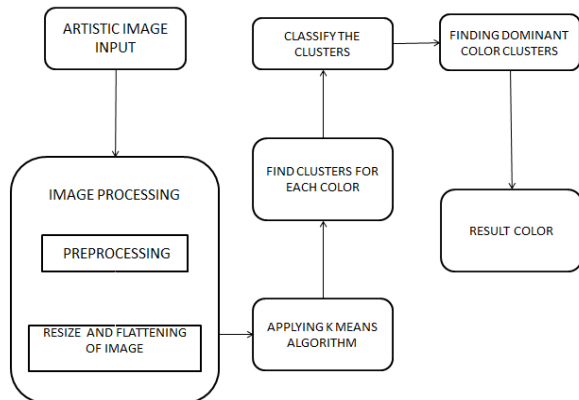 ARTISTIC IMAGE
INPUT
IMAGE PROCESSING
PREPROCESSING
RESIZE AND FLATTENING
OF IMAGE
APPLYING K MEANS
ALGORITHM
FIND CLUSTERS FOR
EACH COLOR
CLASSIFY THE
CLUSTERS
FINDING DOMINANT
COLOR CLUSTERS
RESULT COLOR